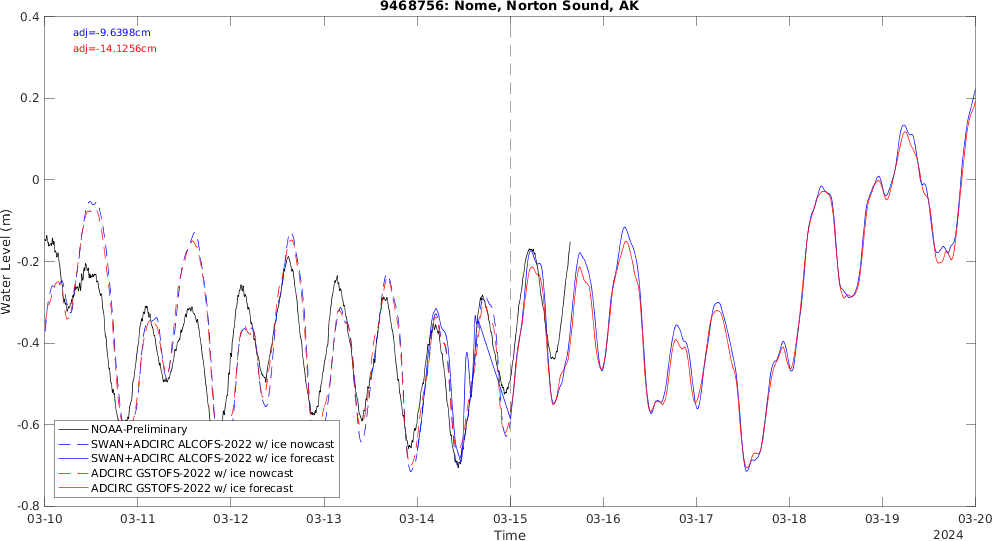 9468756: Nome, Norton Sound, AK
adj=-9.6398cm
adj=-14.1256cm
Water Level (m)
0.4
0.2
0
-0.2
-0.4
-0.6
-0.8
NOAA-Preliminary
SWAN+ADCIRC ALCOFS-2022 w/ ice nowcast
SWAN+ADCIRC ALCOFS-2022 w/ ice forecast
ADCIRC GSTOFS-2022 w/ ice nowcast
ADCIRC GSTOFS-2022 w/ ice forecast
03-10 03-11 03-12 03-13 03-14 03-15 03-16 03-17 03-18 03-19 03-20
Time
2024